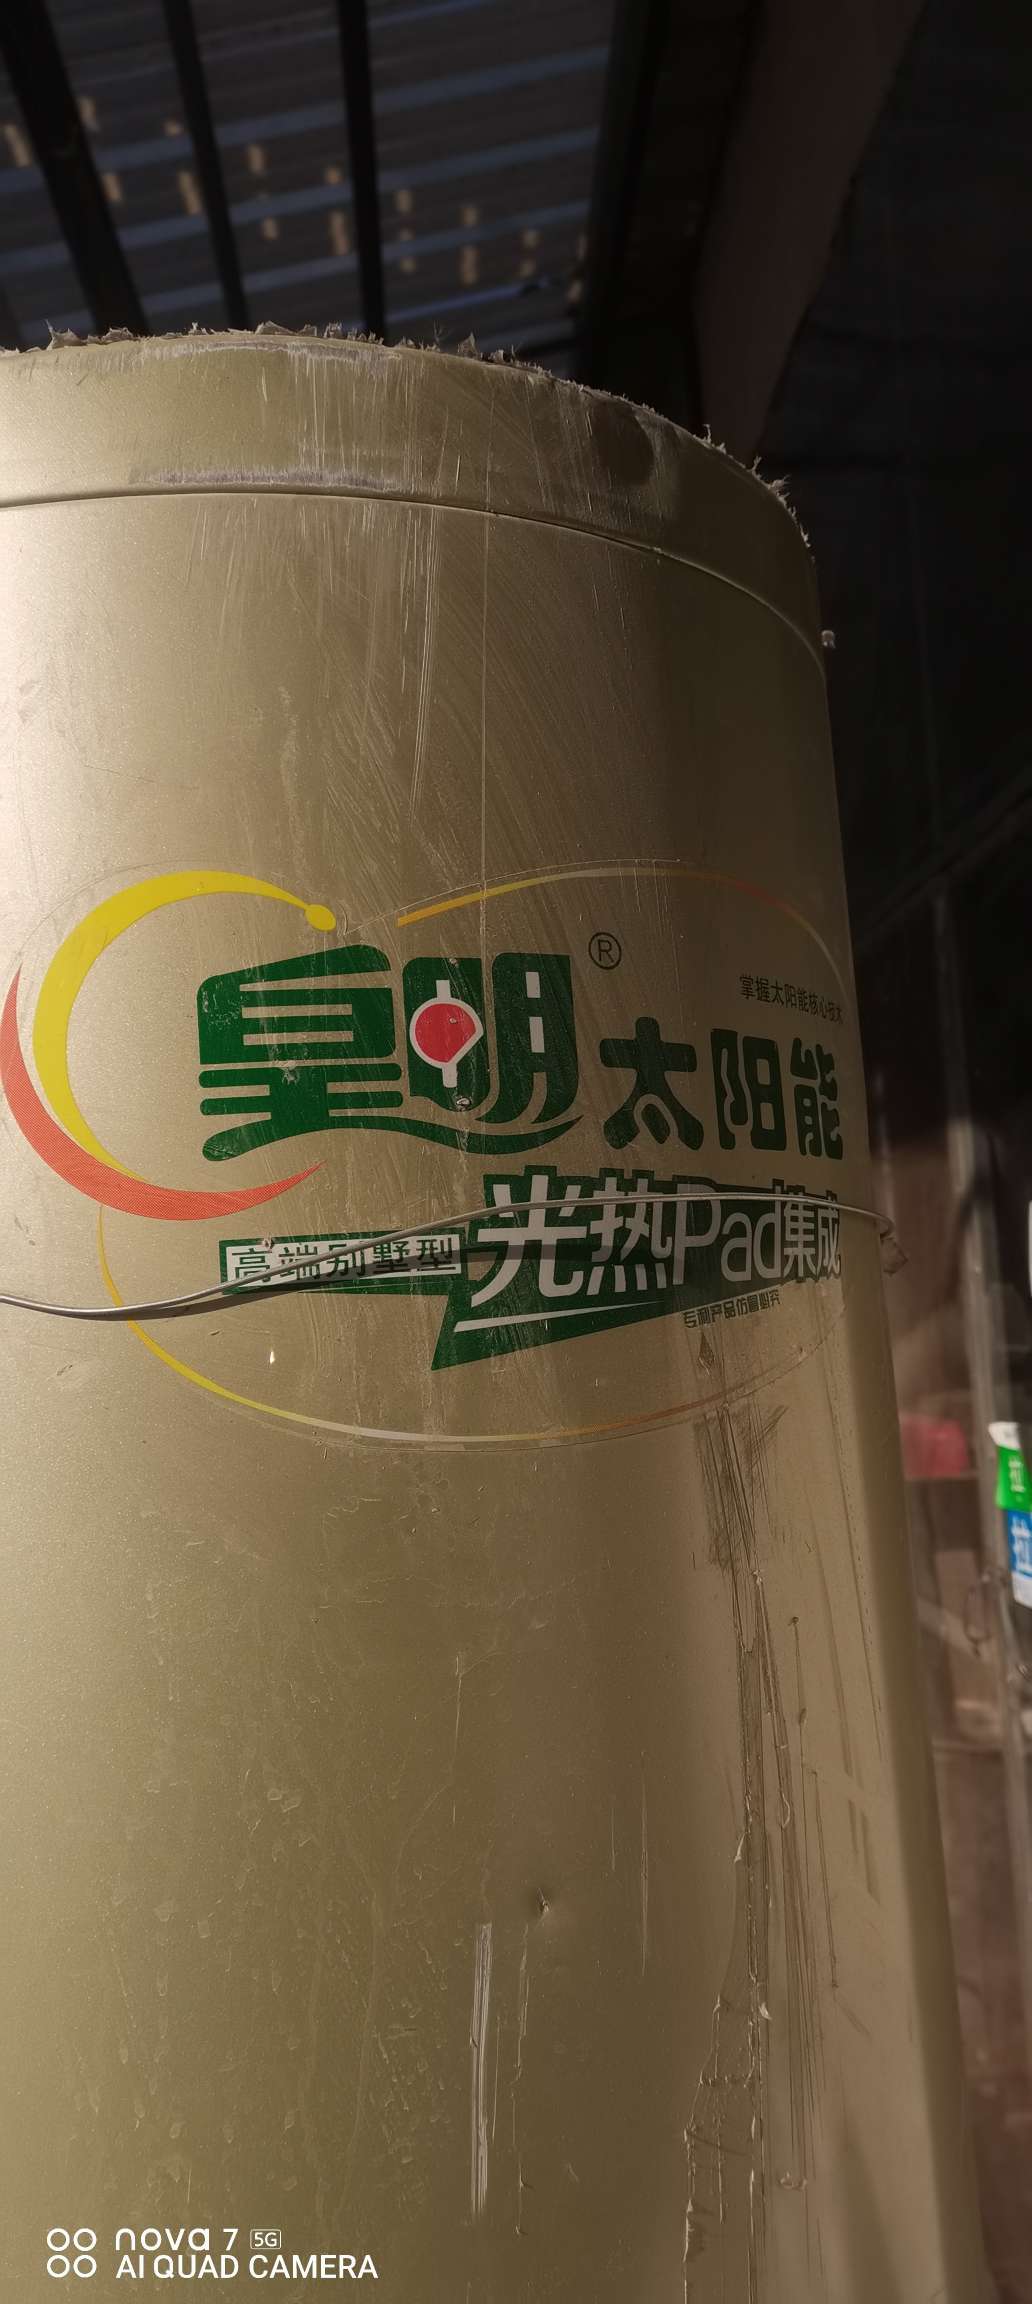 皇明®
掌握太阳能核心技术
太阳能
高端别墅型
光热Pad集成
专利产品仿冒必究
nova 7 5G
AI QUAD CAMERA